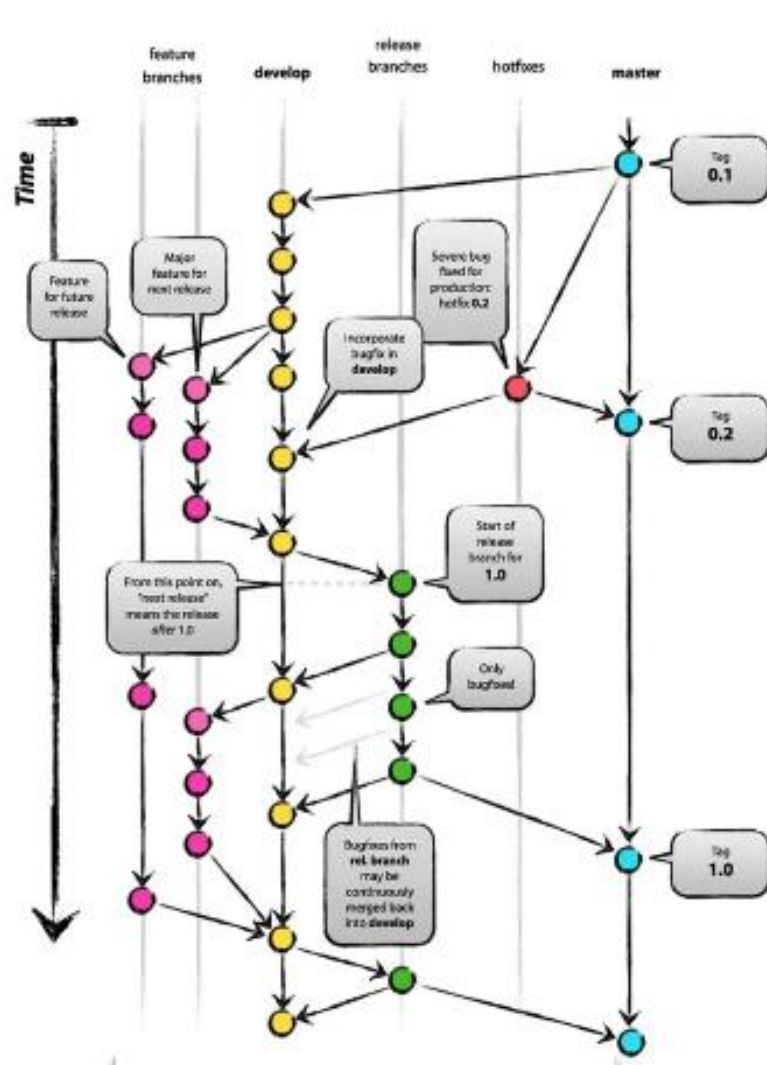 feature
branches
develop
release
branches
hotfixes
master
Time
Tag
0.1
Major
feature for
next release
Severe bug
fixed for
production:
hotfix 0.2
Feature
for future
release
Incorporate
bugfix in
develop
Tag
0.2
Start of
release
branch for
1.0
From this point on,
"next release"
means the release
after 1.0
Only
bugfixes!
Bugfixes from
rel. branch
may be
continuously
merged back
into develop
Tag
1.0